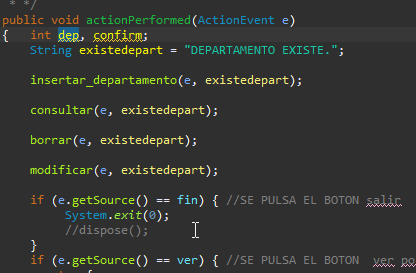 * */
public void actionPerformed(ActionEvent e)
{ int dep, confirm;
String existedepart = "DEPARTAMENTO EXISTE.";
insertar_departamento(e, existedepart);
consultar(e, existedepart);
borrar(e, existedepart);
modificar(e, existedepart);
if (e.getSource() == fin) { //SE PULSA EL BOTON salir
System.exit(0);
//dispose();
}
if (e.getSource() == ver) { //SE PULSA EL BOTON ver